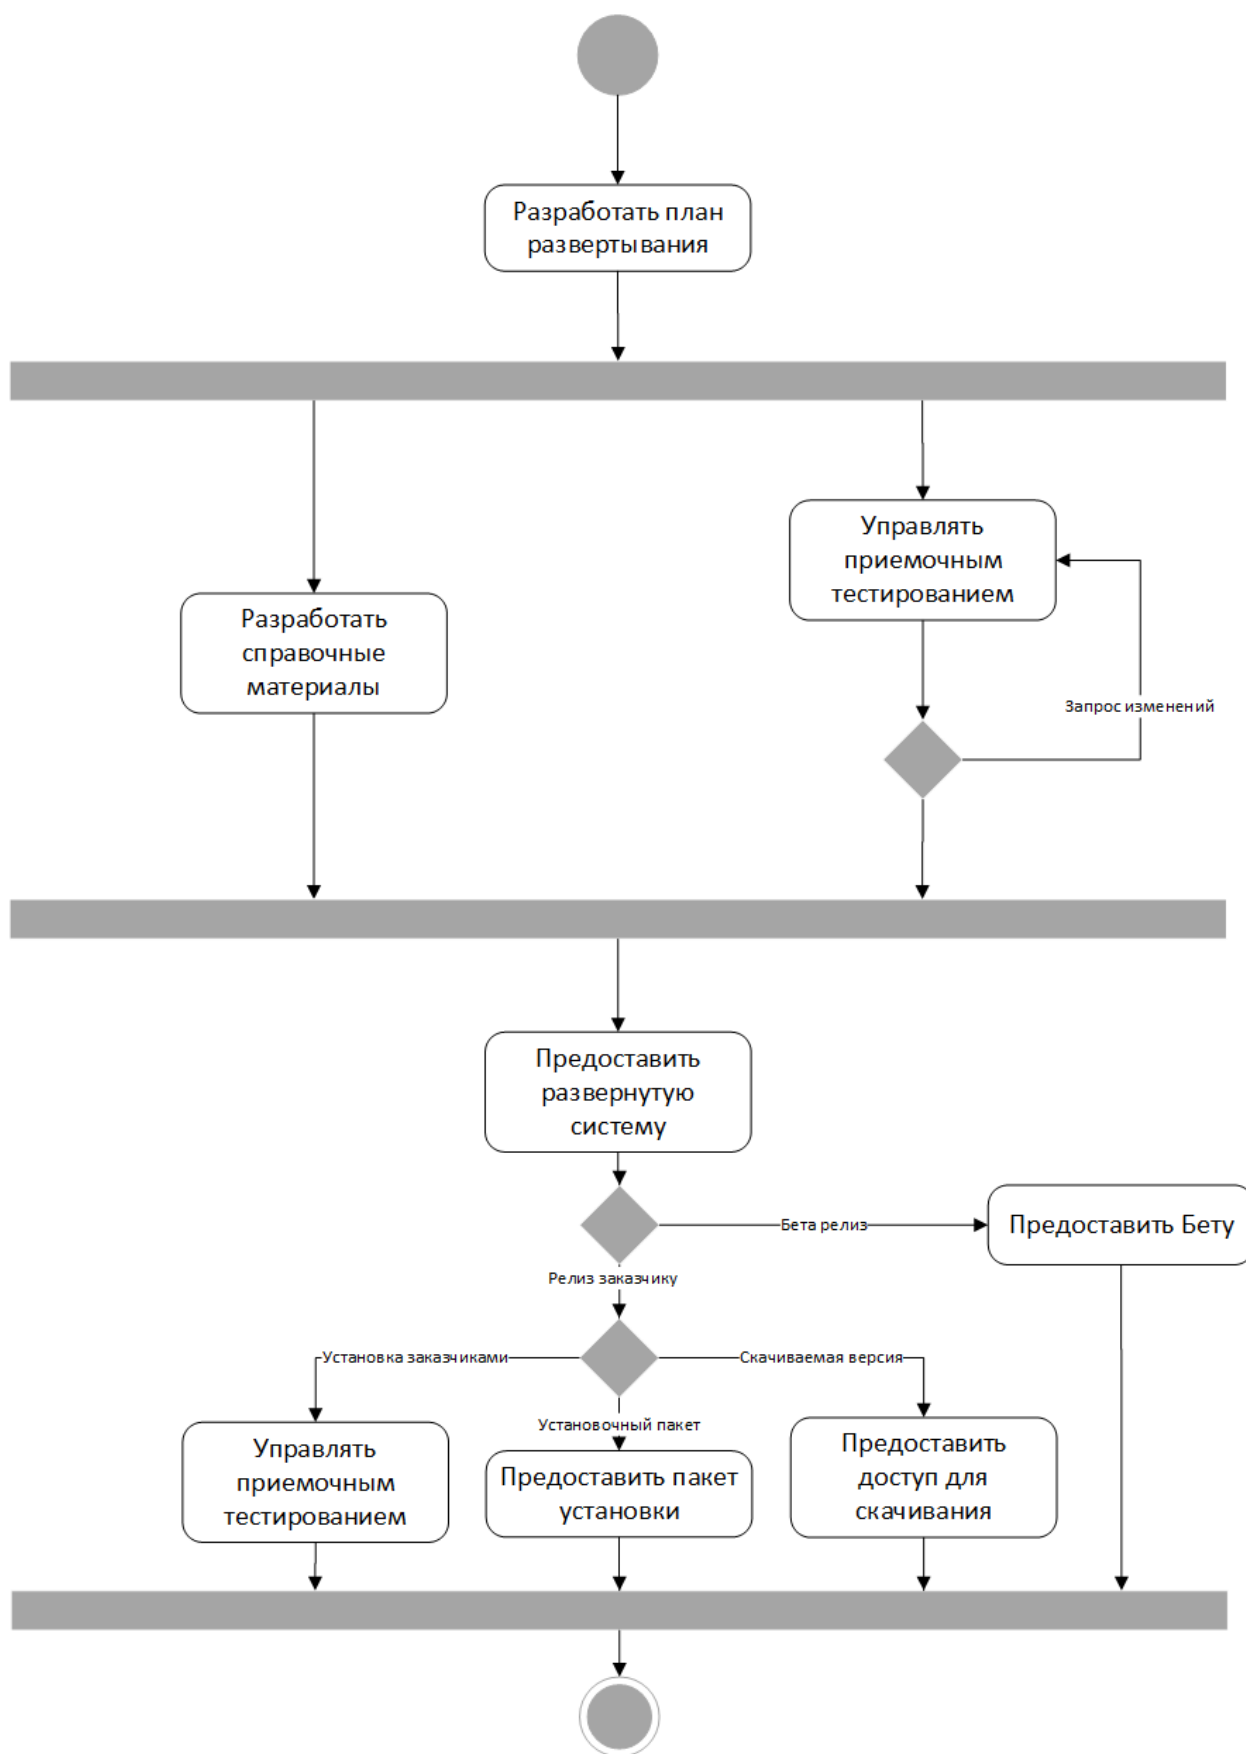 Разработать план
развертывания
Управлять
приемочным
тестированием
Разработать
справочные
материалы
Запрос изменений
Предоставить
развернутую
систему
Бета релиз
Предоставить Бету
Релиз заказчику
Установка заказчиками
Скачиваемая версия
Установочный пакет
Управлять
приемочным
тестированием
Предоставить пакет
установки
Предоставить
доступ для
скачивания